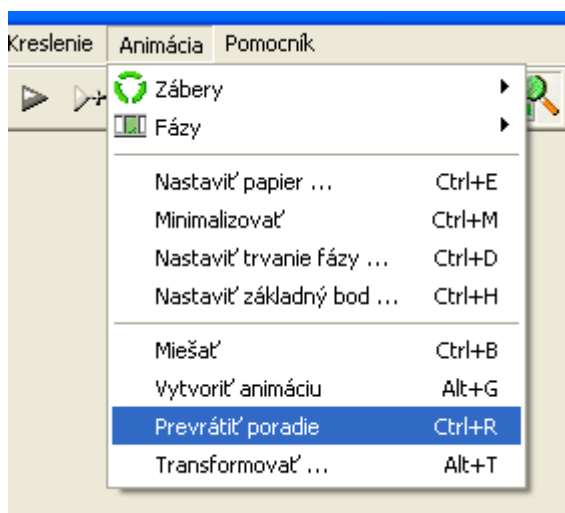 Kreslenie Animácia Pomocník
Zábery
Fázy
Nastaviť papier ... Ctrl+E
Minimalizovať Ctrl+M
Nastaviť trvanie fázy ... Ctrl+D
Nastaviť základný bod ... Ctrl+H
Miešať Ctrl+B
Vytvoriť animáciu Alt+G
Prevrátiť poradie Ctrl+R
Transformovať ... Alt+T